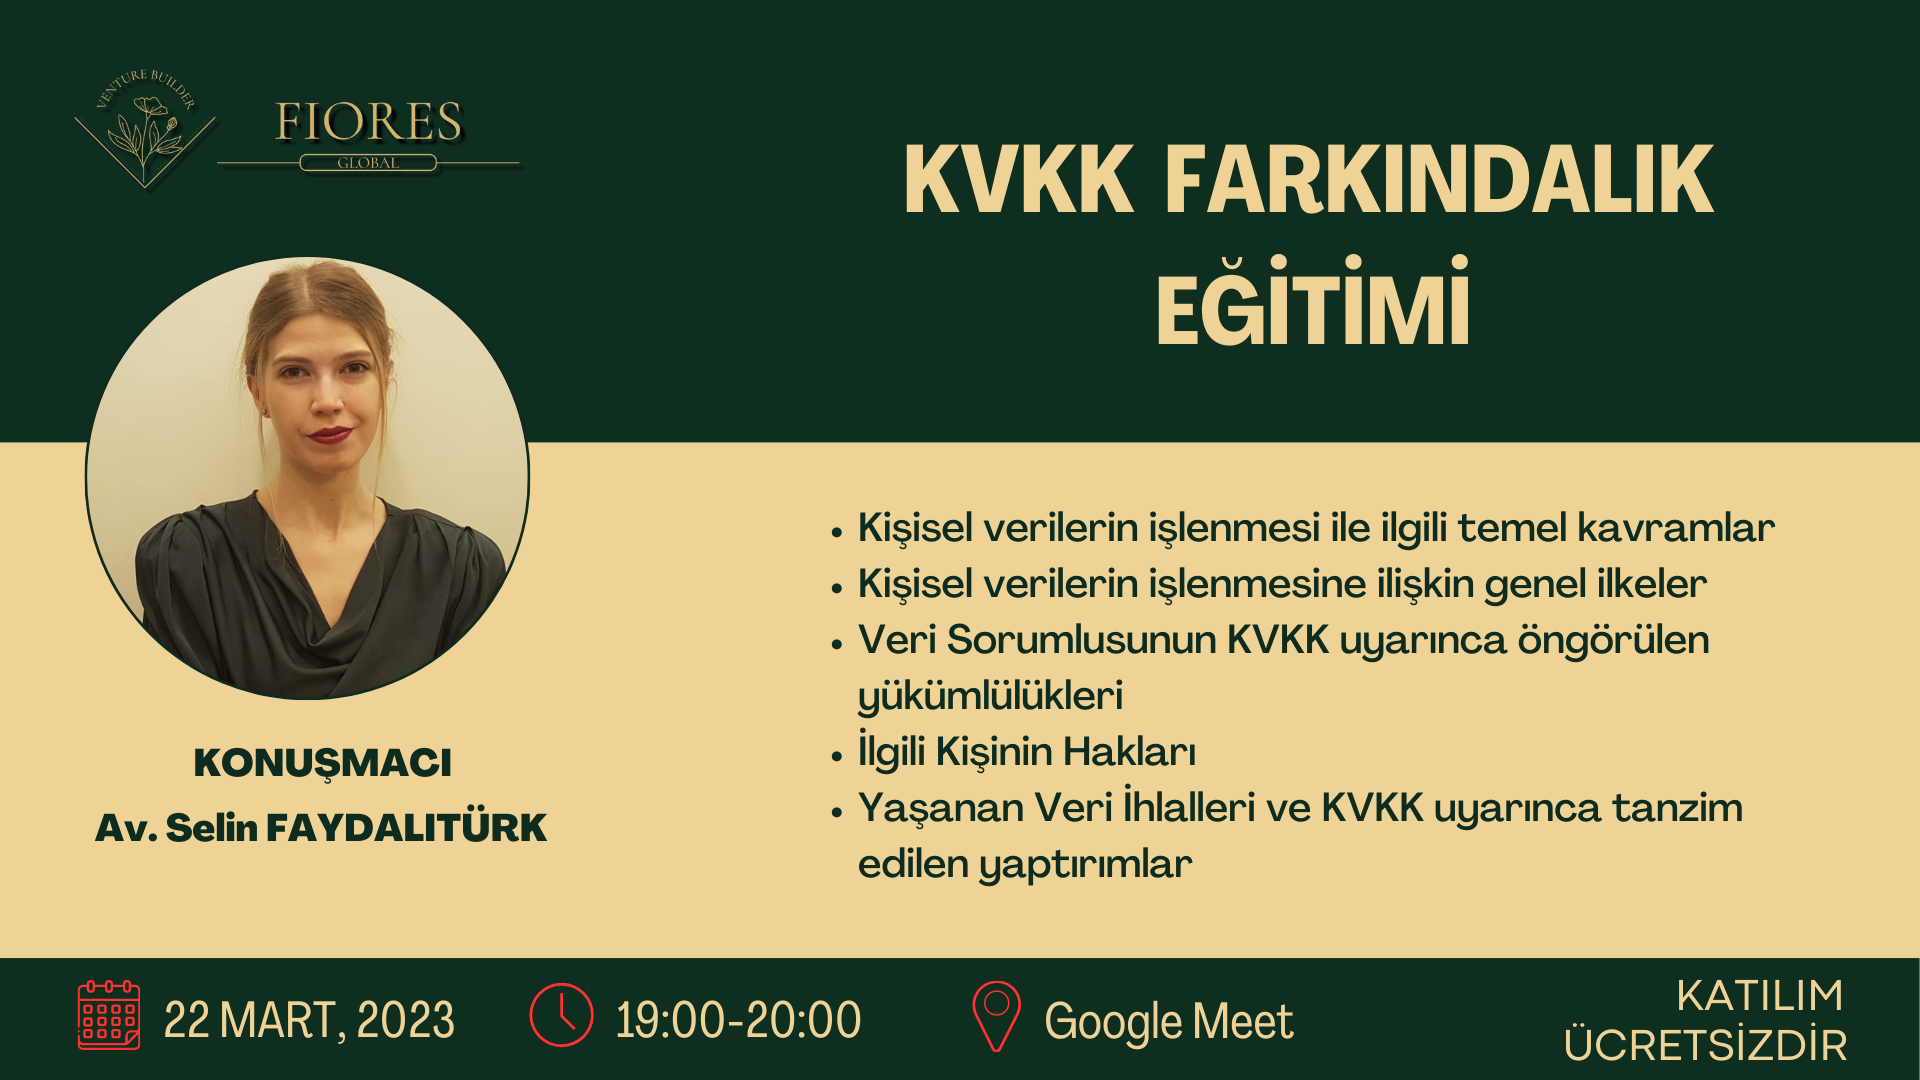 VENTURE BUILDER
FIORES
GLOBAL
KVKK FARKINDALIK
EĞİTİMİ
KONUŞMACI
Av. Selin FAYDALITÜRK
• Kişisel verilerin işlenmesi ile ilgili temel kavramlar
• Kişisel verilerin işlenmesine ilişkin genel ilkeler
• Veri Sorumlusunun KVKK uyarınca öngörülen
yükümlülükleri
• İlgili Kişinin Hakları
• Yaşanan Veri İhlalleri ve KVKK uyarınca tanzim
edilen yaptırımlar
22 MART, 2023
19:00-20:00
Google Meet
KATILIM
ÜCRETSİZDİR